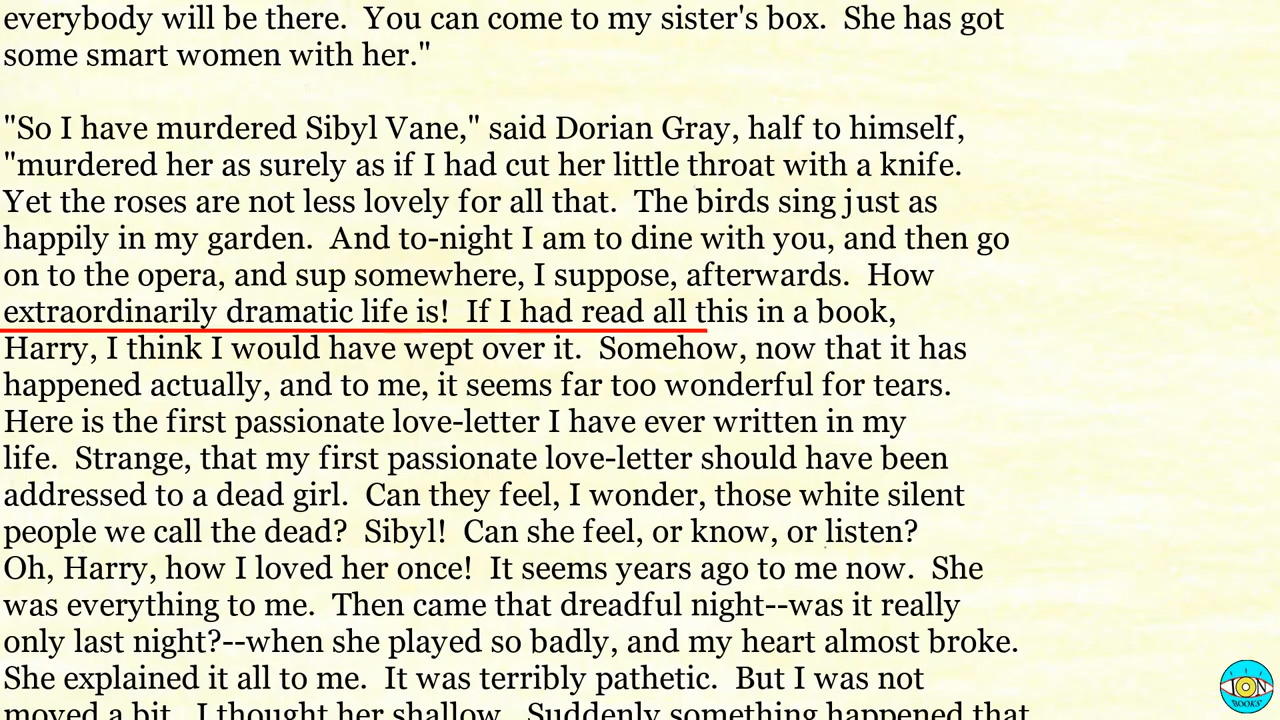 everybody will be there.  You can come to my sister's box.  She has got
some smart women with her."
"So I have murdered Sibyl Vane," said Dorian Gray, half to himself,
"murdered her as surely as if I had cut her little throat with a knife.
Yet the roses are not less lovely for all that.  The birds sing just as
happily in my garden.  And to-night I am to dine with you, and then go
on to the opera, and sup somewhere, I suppose, afterwards.  How
extraordinarily dramatic life is!  If I had read all this in a book,
Harry, I think I would have wept over it.  Somehow, now that it has
happened actually, and to me, it seems far too wonderful for tears.
Here is the first passionate love-letter I have ever written in my
life.  Strange, that my first passionate love-letter should have been
addressed to a dead girl.  Can they feel, I wonder, those white silent
people we call the dead?  Sibyl!  Can she feel, or know, or listen?
Oh, Harry, how I loved her once!  It seems years ago to me now.  She
was everything to me.  Then came that dreadful night--was it really
only last night?--when she played so badly, and my heart almost broke.
She explained it all to me.  It was terribly pathetic.  But I was not
moved a bit.  I thought her shallow.  Suddenly something happened that
ION
BOOKS